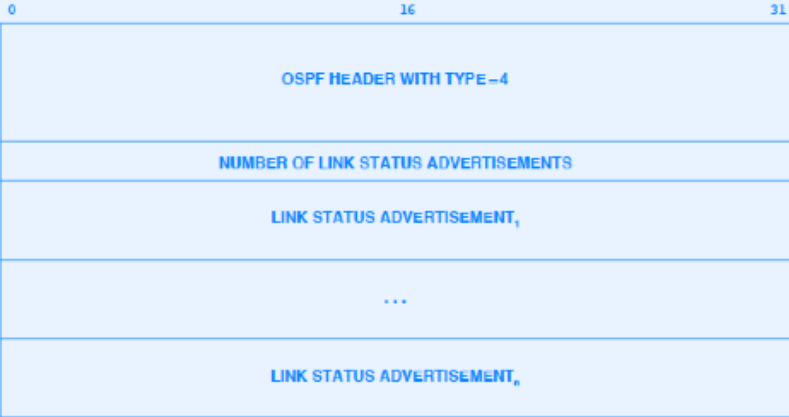 0 16 31
OSPF HEADER WITH TYPE–4
NUMBER OF LINK STATUS ADVERTISEMENTS
LINK STATUS ADVERTISEMENT₁
...
LINK STATUS ADVERTISEMENTₙ